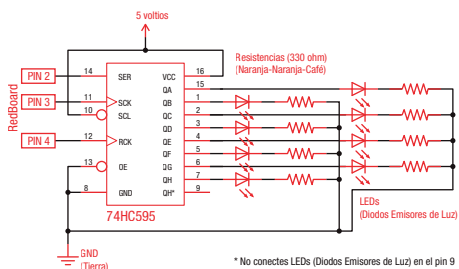 5 voltios
Resistencias (330 ohm)
(Naranja-Naranja-Café)
RedBoard
PIN 2
PIN 3
PIN 4
14
11
10
12
13
8
SER
SCK
SCL
RCK
OE
GND
VCC
QA
QB
QC
QD
QE
QF
QG
QH
QH*
16
15
1
2
3
4
5
6
7
9
74HC595
LEDs
(Diodos Emisores de Luz)
GND
(Tierra)
* No conectes LEDs (Diodos Emisores de Luz) en el pin 9